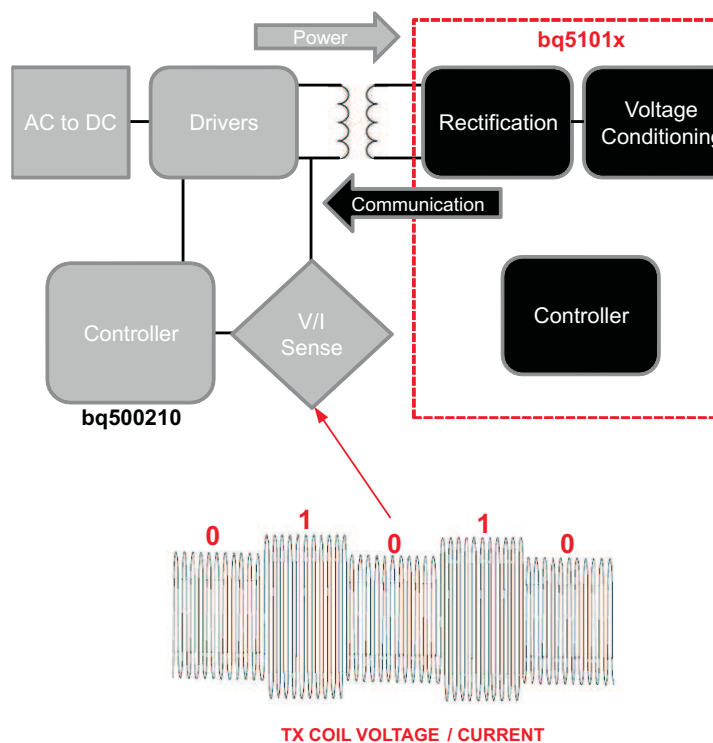 Power
bq5101x
AC to DC
Drivers
Rectification
Voltage
Conditioning
Communication
Controller
V/I
Sense
Controller
bq500210
0
1
0
1
0
TX COIL VOLTAGE / CURRENT